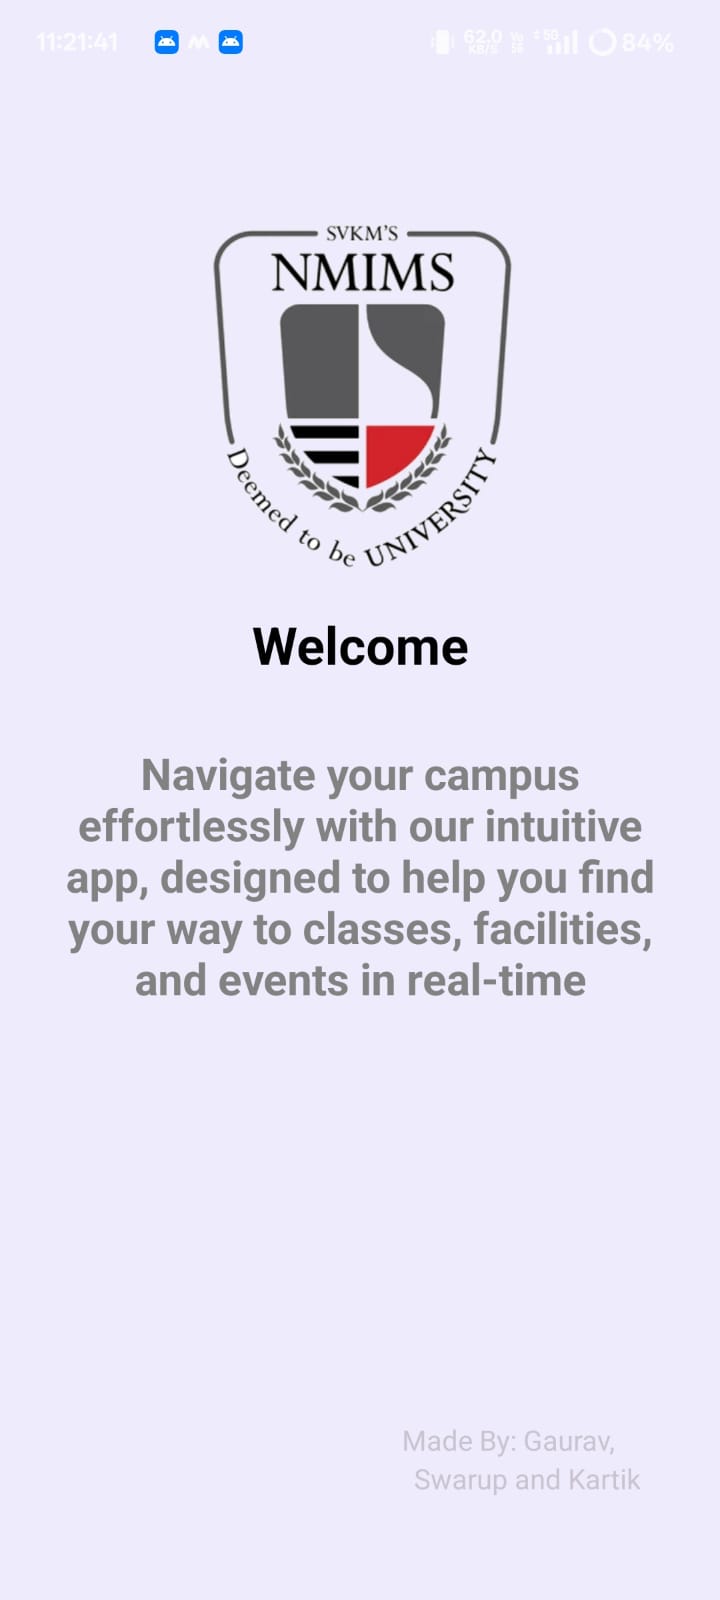 11:21:41 62.0 KB/S Vo 5G 5G 84%
SVKM'S
NMIMS
Deemed to be UNIVERSITY
Welcome
Navigate your campus
effortlessly with our intuitive
app, designed to help you find
your way to classes, facilities,
and events in real-time
Made By: Gaurav,
Swarup and Kartik